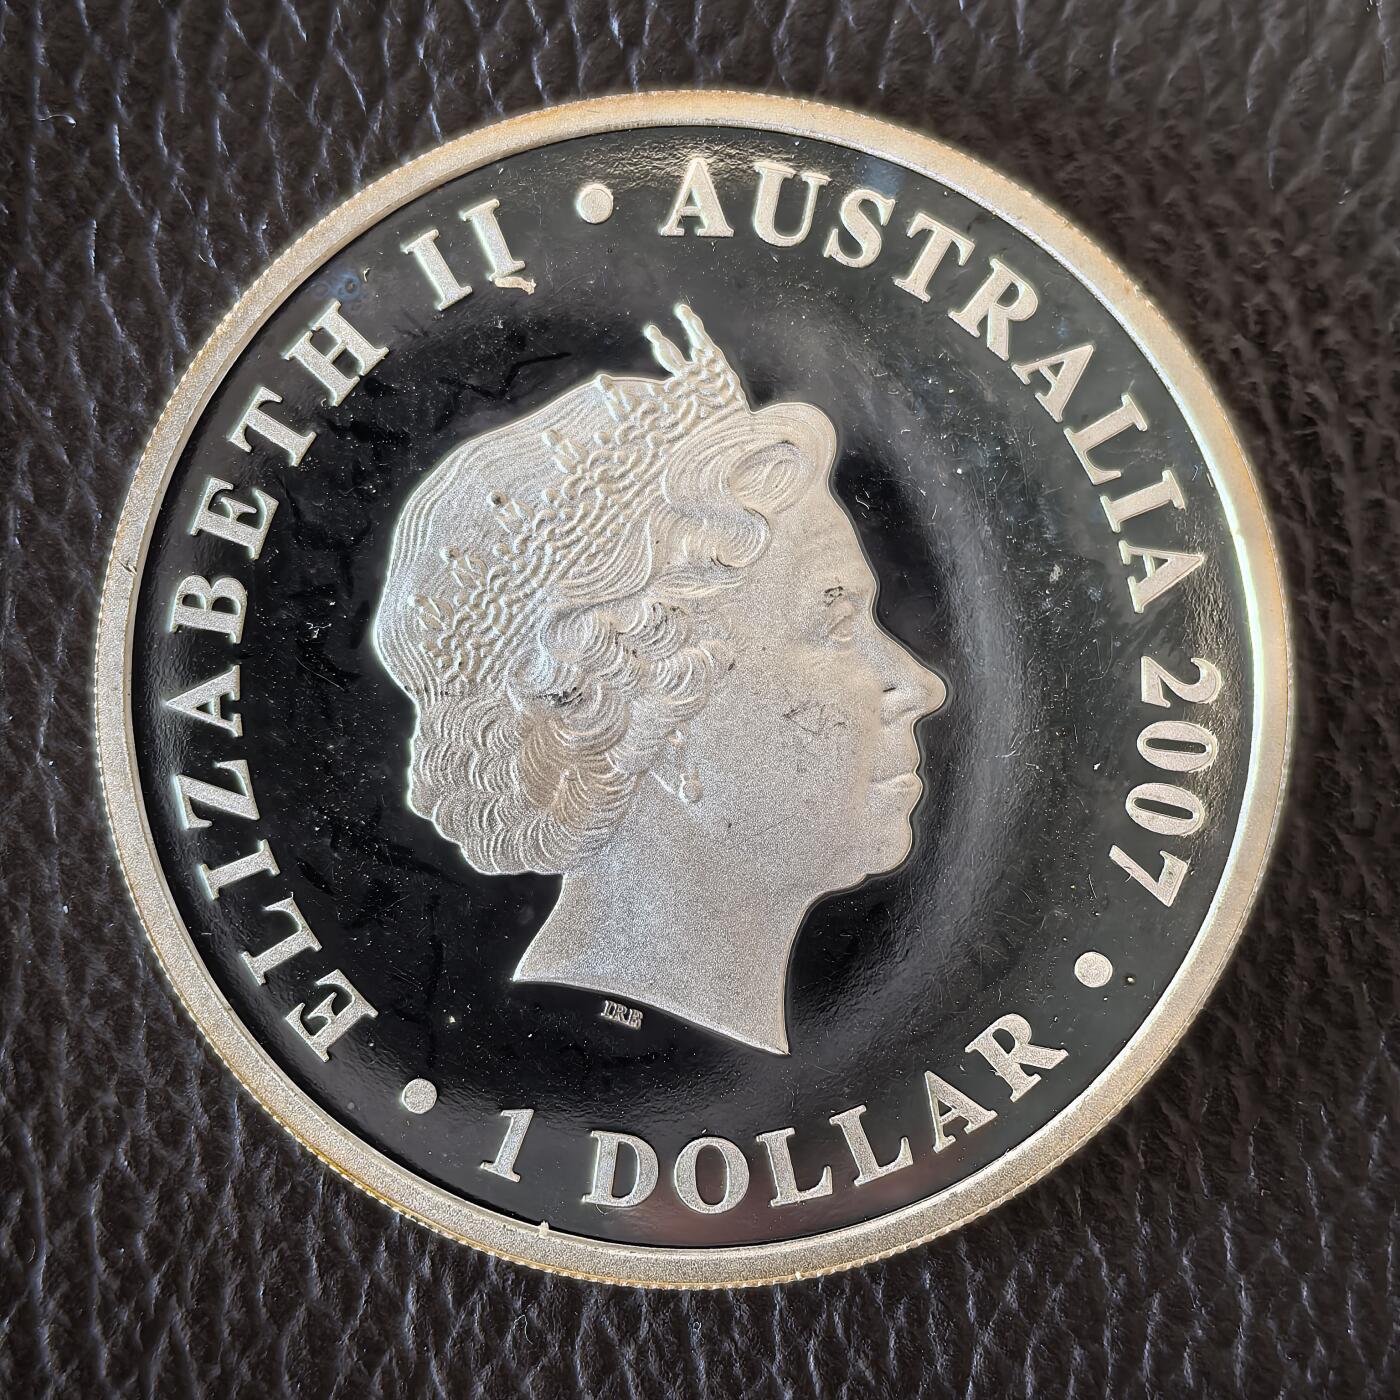 ELIZABETH II • AUSTRALIA 2007 • 1 DOLLAR •
IRB